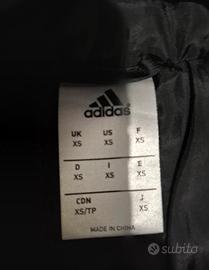 adidas
UK US F
XS XS XS
D I E
XS XS XS
CDN J
XS/TP XS
MADE IN CHINA
subito